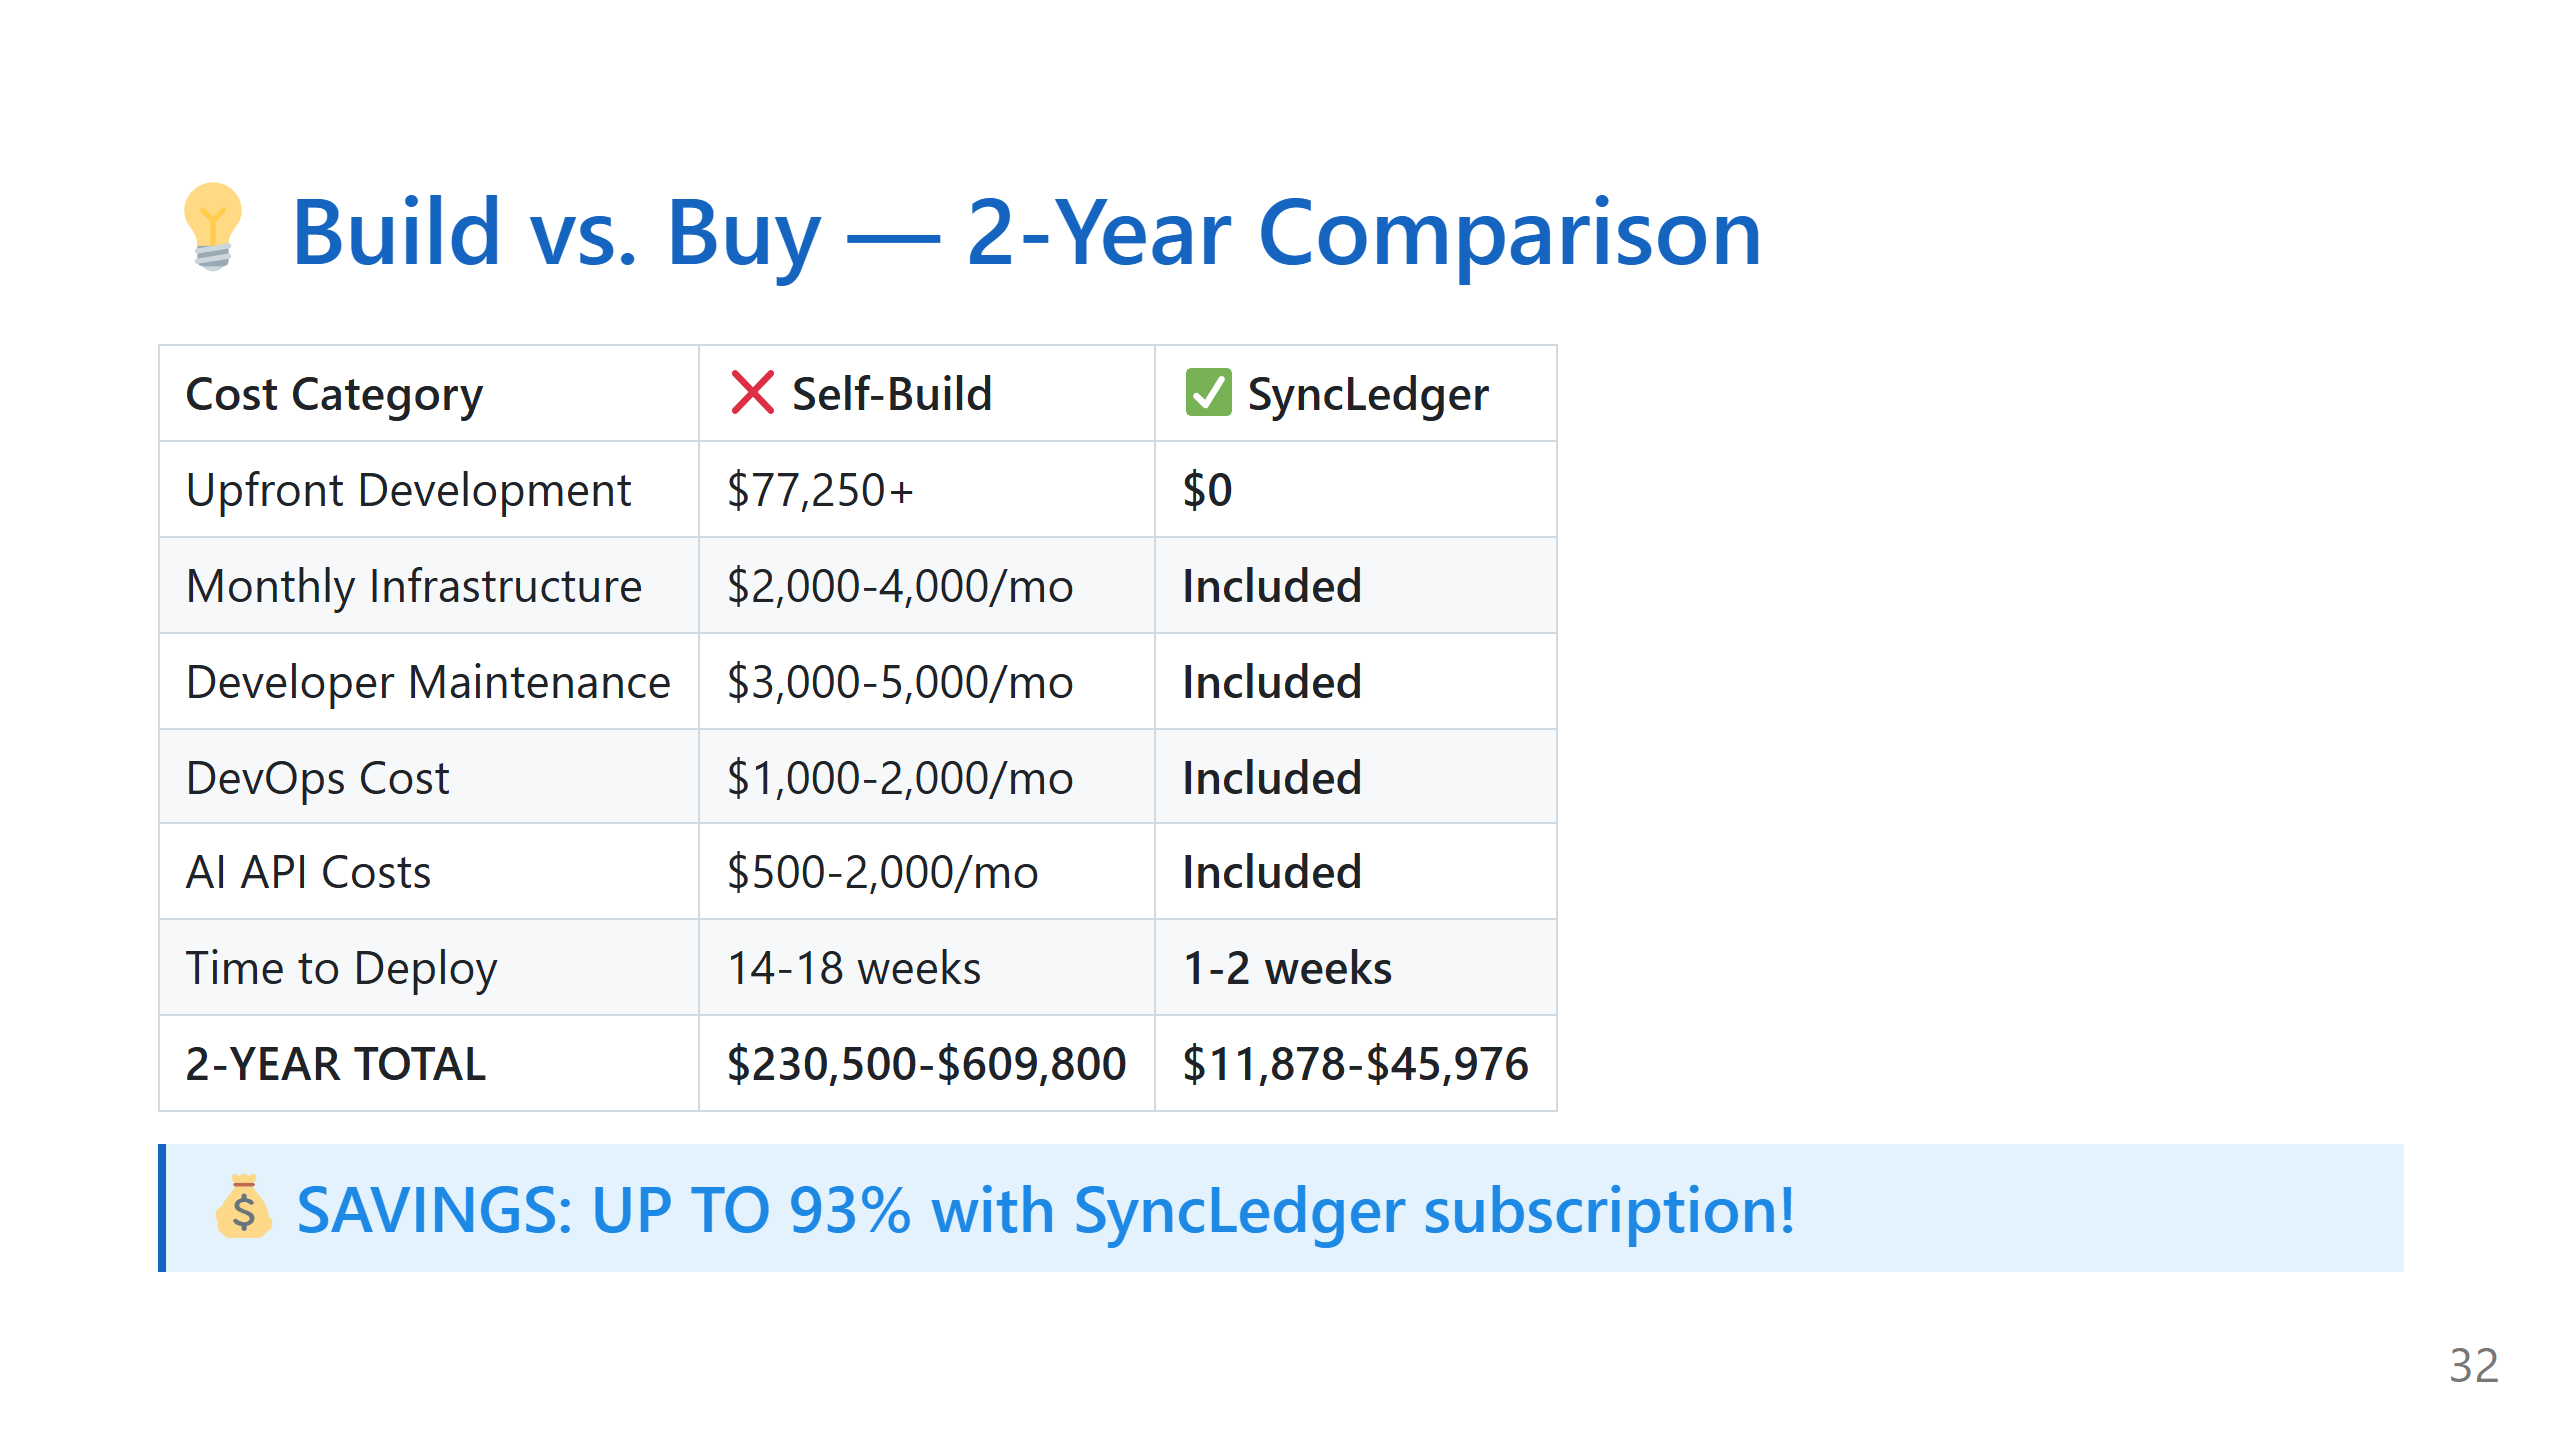 💡 Build vs. Buy — 2-Year Comparison
Cost Category ❌ Self-Build ✅ SyncLedger
Upfront Development $77,250+ $0
Monthly Infrastructure $2,000-4,000/mo Included
Developer Maintenance $3,000-5,000/mo Included
DevOps Cost $1,000-2,000/mo Included
AI API Costs $500-2,000/mo Included
Time to Deploy 14-18 weeks 1-2 weeks
2-YEAR TOTAL $230,500-$609,800 $11,878-$45,976
💰 SAVINGS: UP TO 93% with SyncLedger subscription!
32